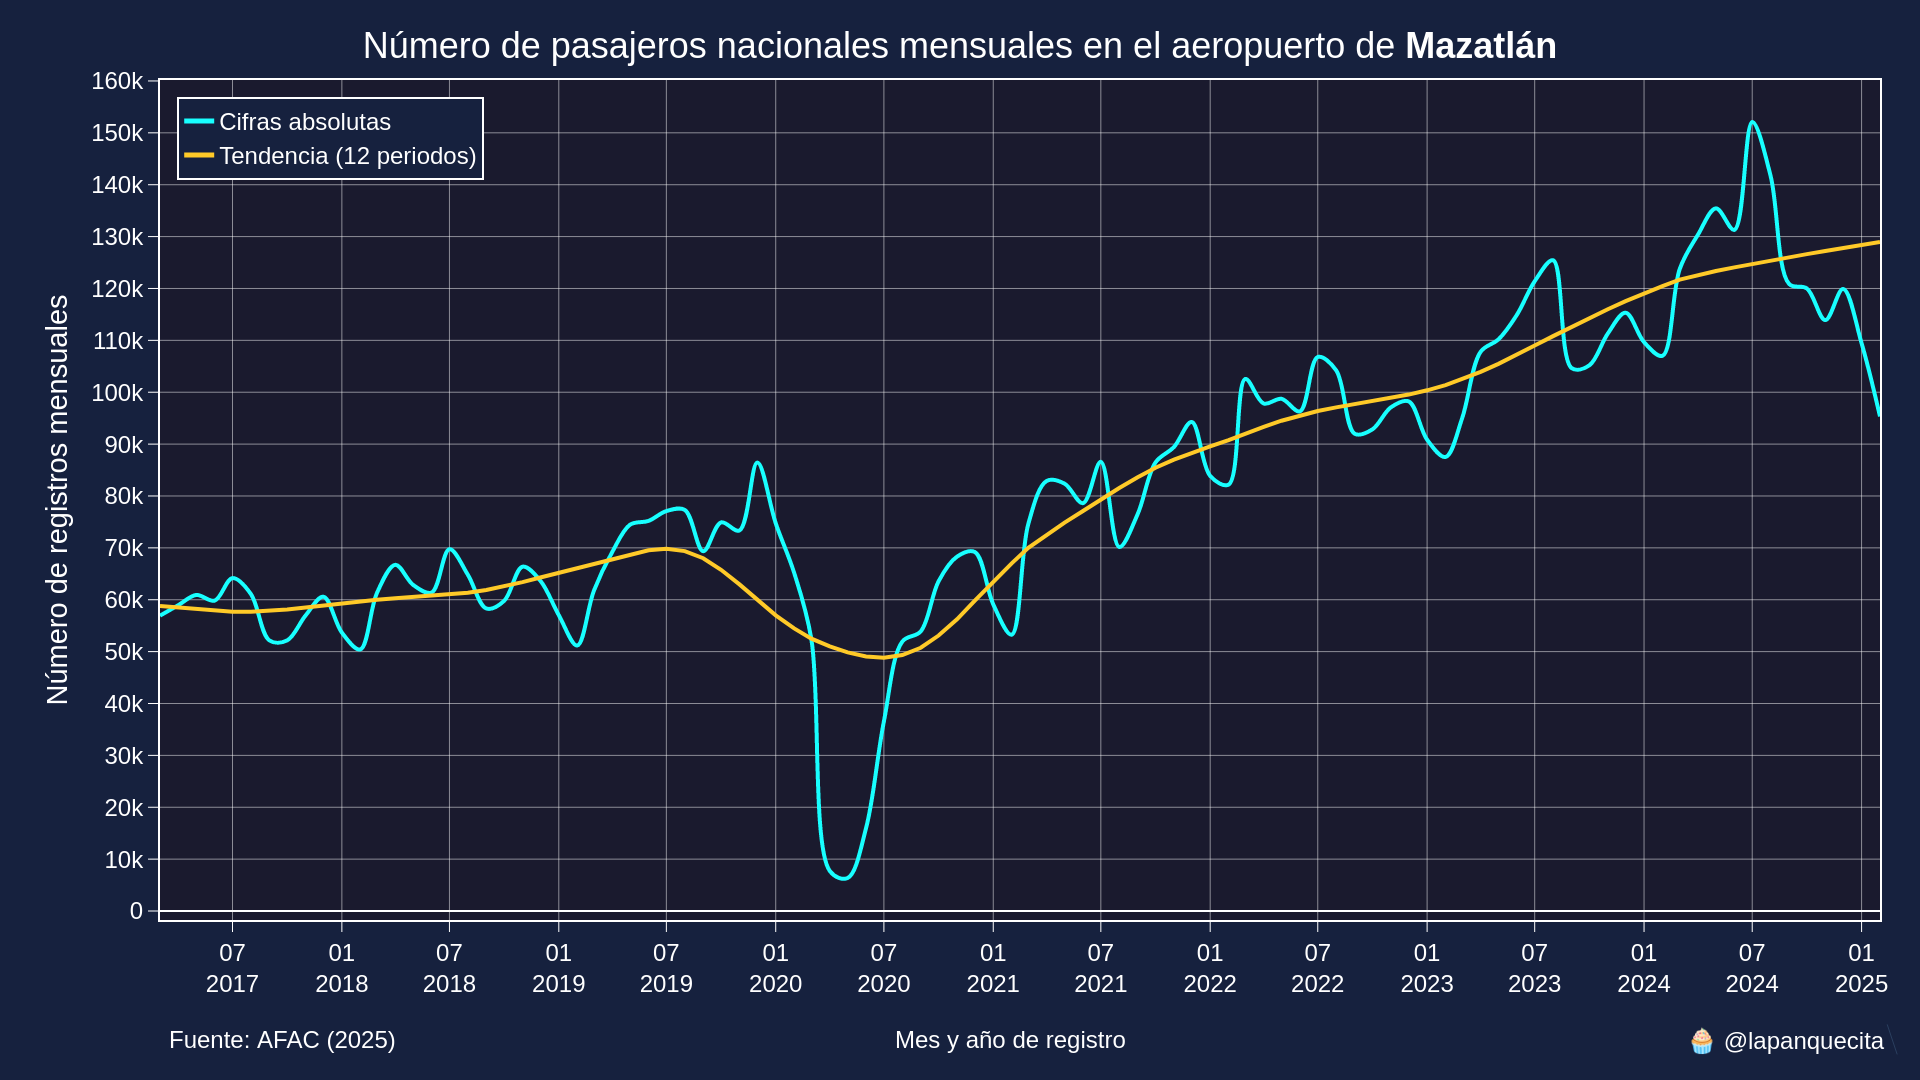 Número de pasajeros nacionales mensuales en el aeropuerto de Mazatlán
Cifras absolutas
Tendencia (12 periodos)
Número de registros mensuales
160k
150k
140k
130k
120k
110k
100k
90k
80k
70k
60k
50k
40k
30k
20k
10k
0
07 01 07 01 07 01 07 01 07 01 07 01 07 01 07 01
2017 2018 2018 2019 2019 2020 2020 2021 2021 2022 2022 2023 2023 2024 2024 2025
Fuente: AFAC (2025)
Mes y año de registro
🧁 @lapanquecita